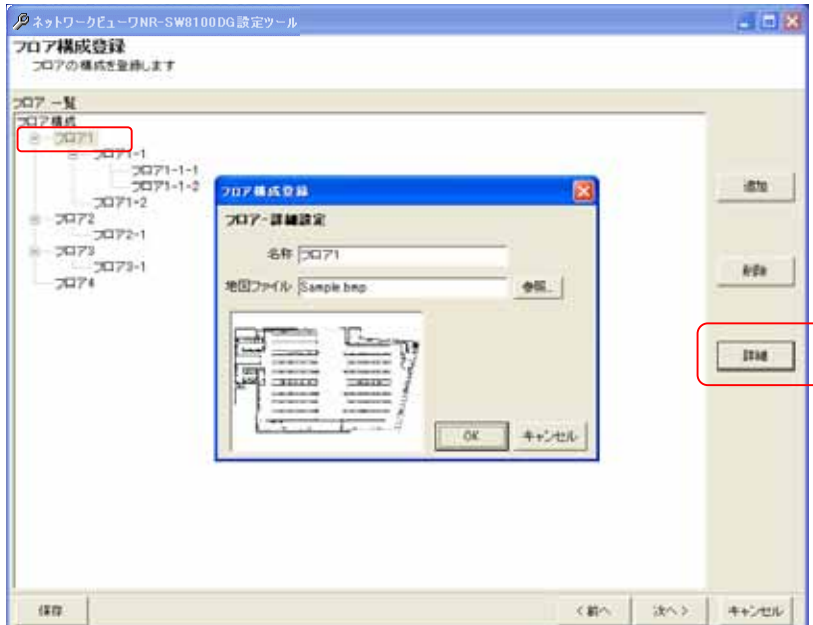 ネットワークビューワNR-SW8100DG設定ツール
フロア構成登録
フロアの構成を登録します
フロア 一覧
フロア構成
フロア1
フロア1-1
フロア1-1-1
フロア1-1-2
フロア1-2
フロア2
フロア2-1
フロア3
フロア3-1
フロア4
フロア構成登録
フロア-詳細設定
名称 フロア1
地図ファイル Sample.bmp 参照...
OK キャンセル
追加
削除
詳細
保存 <前へ 次へ> キャンセル